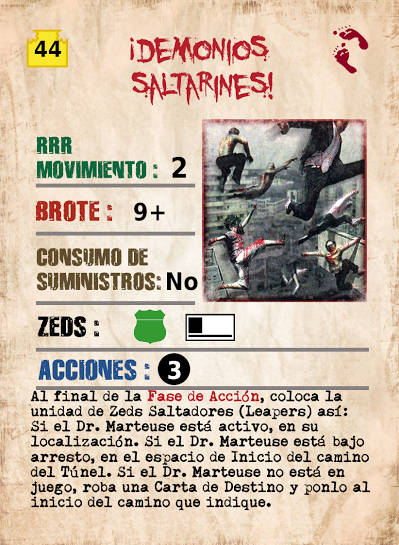 44
¡DEMONIOS
SALTARINES!
RRR
MOVIMIENTO : 2
BROTE : 9+
CONSUMO DE
SUMINISTROS: No
ZEDS :
ACCIONES : 3
Al final de la Fase de Acción, coloca la
unidad de Zeds Saltadores (Leapers) así:
Si el Dr. Marteuse está activo, en su
localización. Si el Dr. Marteuse está bajo
arresto, en el espacio de Inicio del camino
del Túnel. Si el Dr. Marteuse no está en
juego, roba una Carta de Destino y ponlo al
inicio del camino que indique.